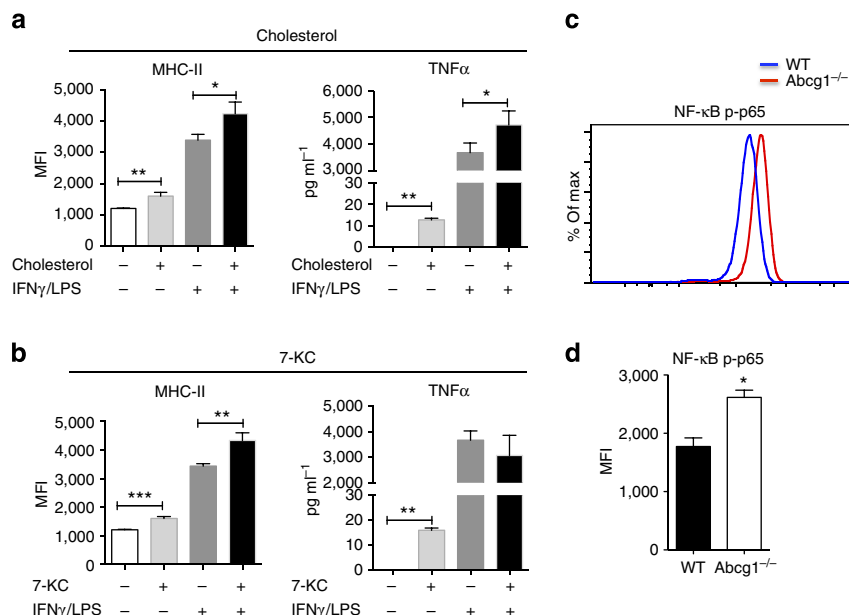 a
Cholesterol
MHC-II
5,000
4,000
3,000
2,000
1,000
0
MFI
**
*
Cholesterol – + – +
IFNγ/LPS – – + +
TNFα
6,000
5,000
4,000
3,000
30
20
10
0
pg ml⁻¹
**
*
Cholesterol – + – +
IFNγ/LPS – – + +
b
7-KC
MHC-II
5,000
4,000
3,000
2,000
1,000
0
MFI
***
**
7-KC – + – +
IFNγ/LPS – – + +
TNFα
5,000
4,000
3,000
2,000
30
20
10
0
pg ml⁻¹
**
7-KC – + – +
IFNγ/LPS – – + +
c
WT
Abcg1⁻/⁻
NF-κB p-p65
% Of max
d
NF-κB p-p65
3,000
2,000
1,000
0
MFI
*
WT Abcg1⁻/⁻